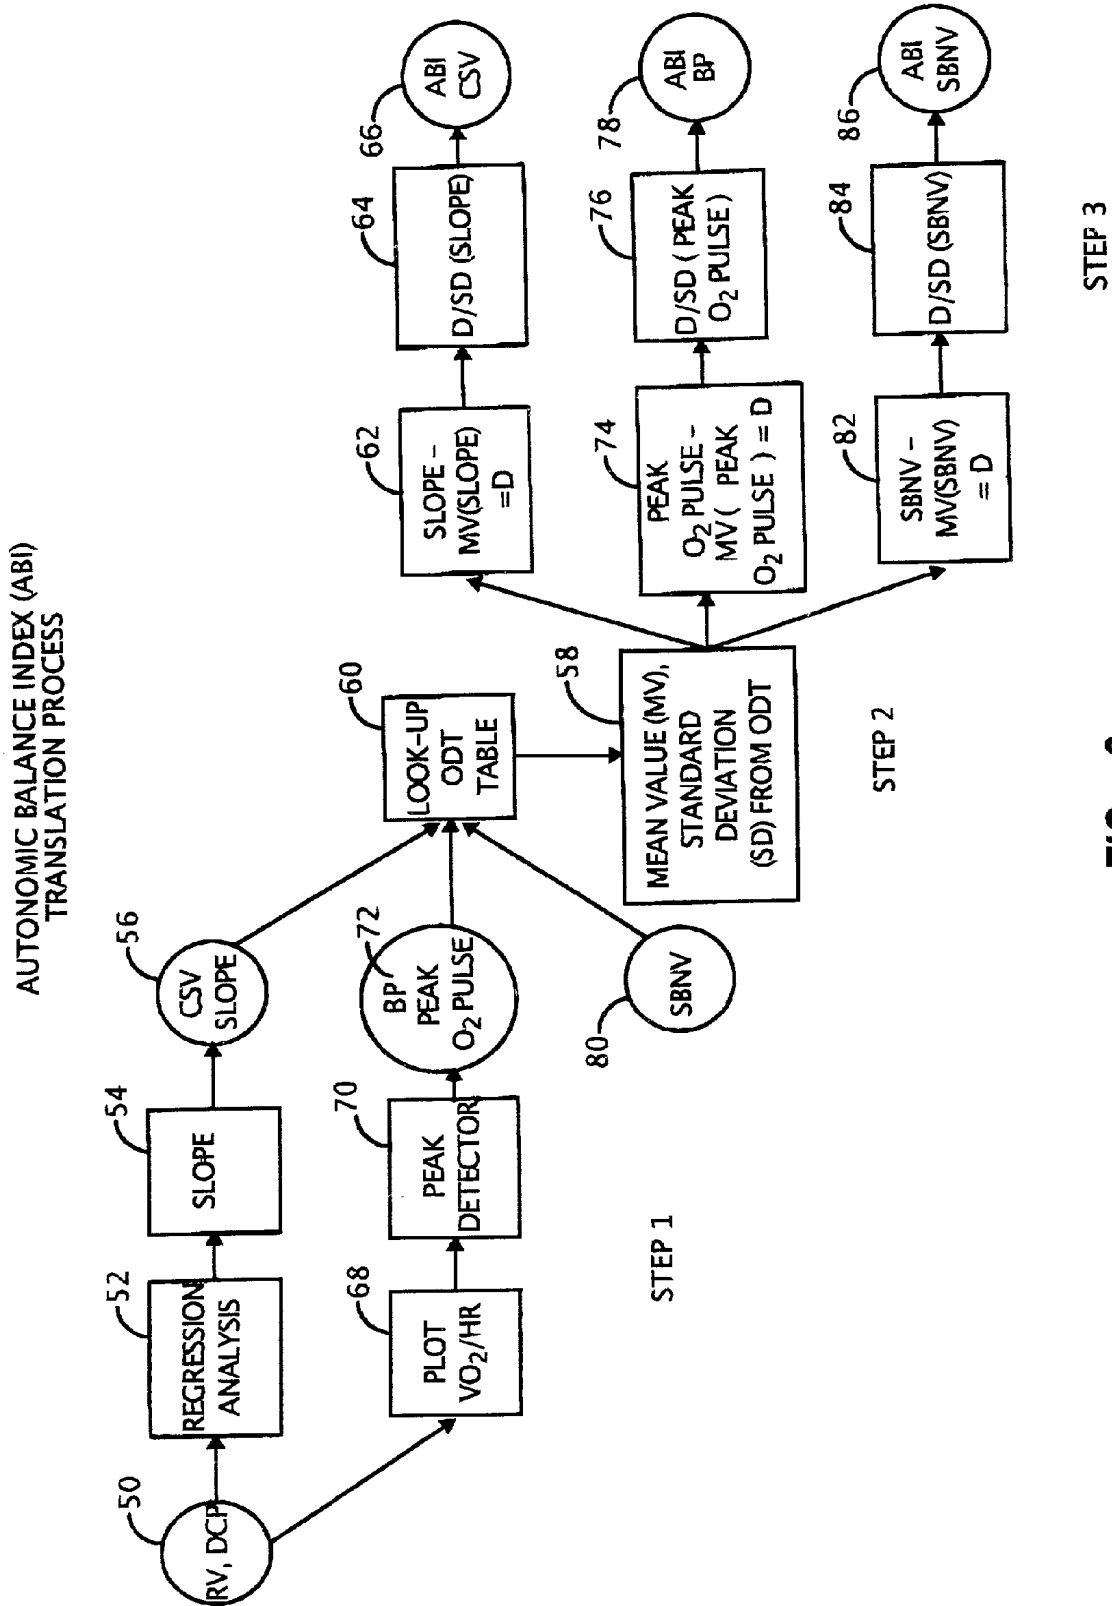 AUTONOMIC BALANCE INDEX (ABI)
TRANSLATION PROCESS
50
RV, DCP
52
REGRESSION
ANALYSIS
54
SLOPE
56
CSV
SLOPE
68
PLOT
VO2/HR
70
PEAK
DETECTOR
72
BP
PEAK
O2 PULSE
80
SBNV
STEP 1
60
LOOK-UP
ODT
TABLE
58
MEAN VALUE (MV),
STANDARD
DEVIATION
(SD) FROM ODT
STEP 2
62
SLOPE –
MV(SLOPE)
=D
64
D/SD (SLOPE)
66
ABI
CSV
74
PEAK
O2 PULSE –
MV( PEAK
O2 PULSE ) = D
76
D/SD ( PEAK
O2 PULSE )
78
ABI
BP
82
SBNV -
MV(SBNV)
= D
84
D/SD (SBNV)
86
ABI
SBNV
STEP 3